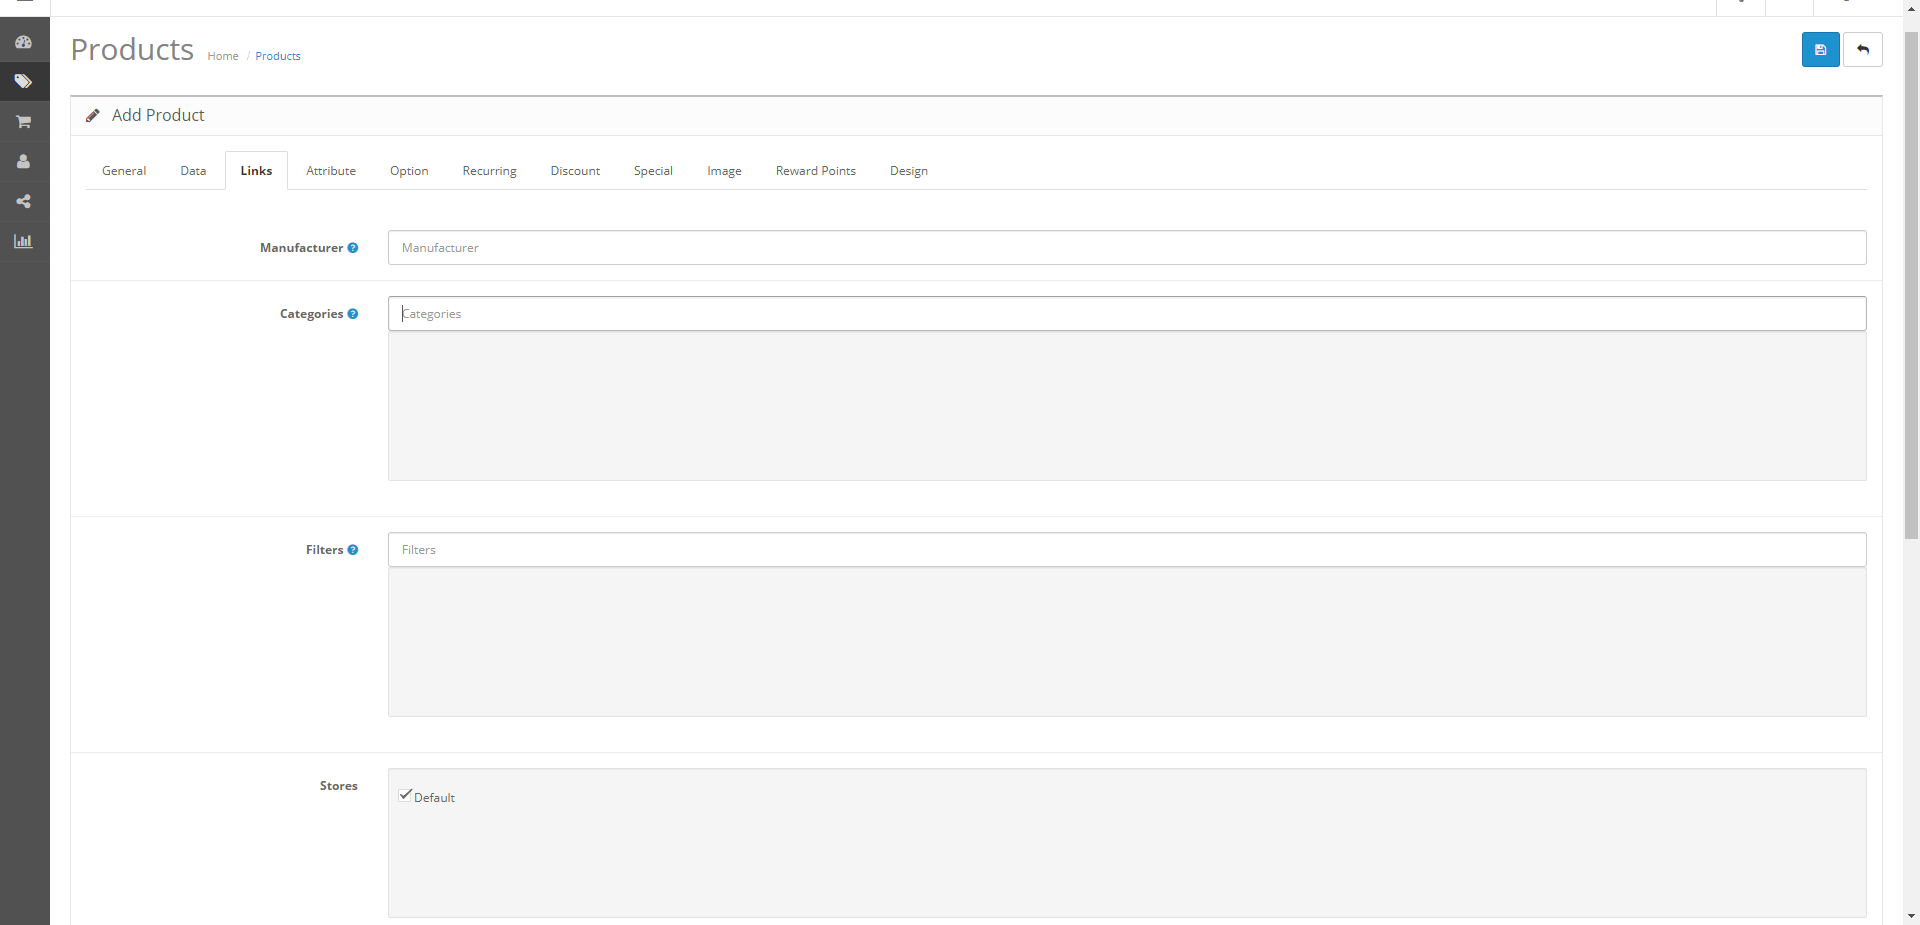 Products Home / Products
Add Product
General Data Links Attribute Option Recurring Discount Special Image Reward Points Design
Manufacturer ? Manufacturer
Categories ? Categories
Filters ? Filters
Stores
Default